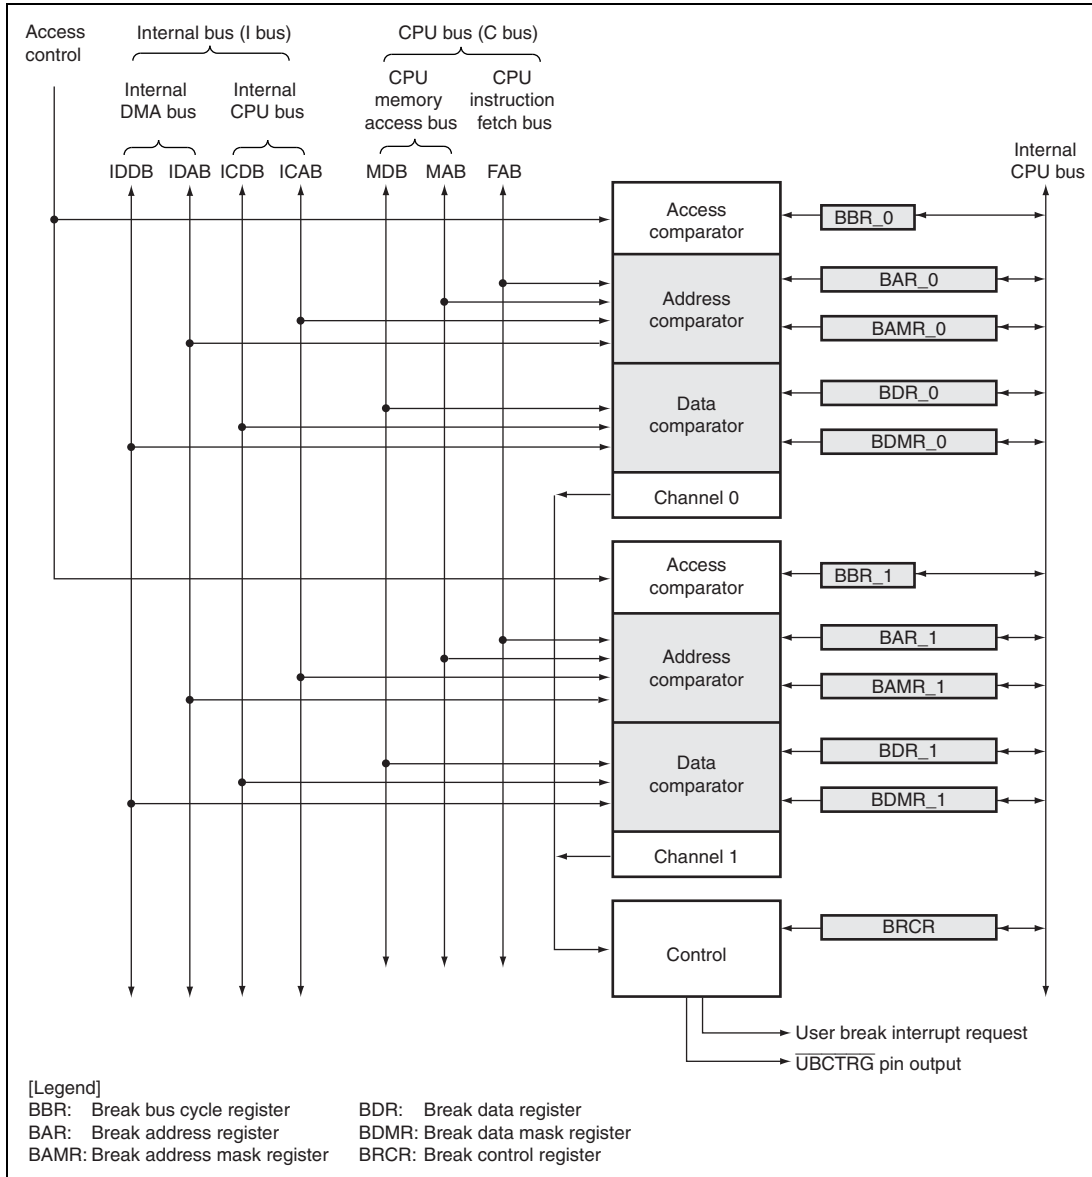 Access
control
Internal bus (I bus)
CPU bus (C bus)
Internal
DMA bus
Internal
CPU bus
CPU
memory
access bus
CPU
instruction
fetch bus
IDDB IDAB ICDB ICAB MDB MAB FAB
Internal
CPU bus
Access
comparator
BBR_0
Address
comparator
BAR_0
BAMR_0
Data
comparator
BDR_0
BDMR_0
Channel 0
Access
comparator
BBR_1
Address
comparator
BAR_1
BAMR_1
Data
comparator
BDR_1
BDMR_1
Channel 1
Control
BRCR
User break interrupt request
UBCTRG pin output
[Legend]
BBR: Break bus cycle register
BAR: Break address register
BAMR: Break address mask register
BDR: Break data register
BDMR: Break data mask register
BRCR: Break control register